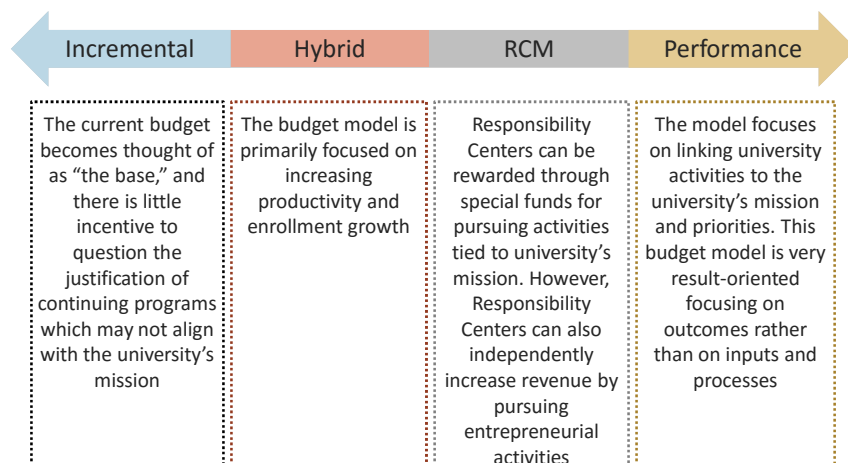 Incremental
Hybrid
RCM
Performance
The current budget
becomes thought of
as “the base,” and
there is little
incentive to
question the
justification of
continuing programs
which may not align
with the university’s
mission
The budget model is
primarily focused on
increasing
productivity and
enrollment growth
Responsibility
Centers can be
rewarded through
special funds for
pursuing activities
tied to university’s
mission. However,
Responsibility
Centers can also
independently
increase revenue by
pursuing
entrepreneurial
activities
The model focuses
on linking university
activities to the
university’s mission
and priorities. This
budget model is very
result-oriented
focusing on
outcomes rather
than on inputs and
processes